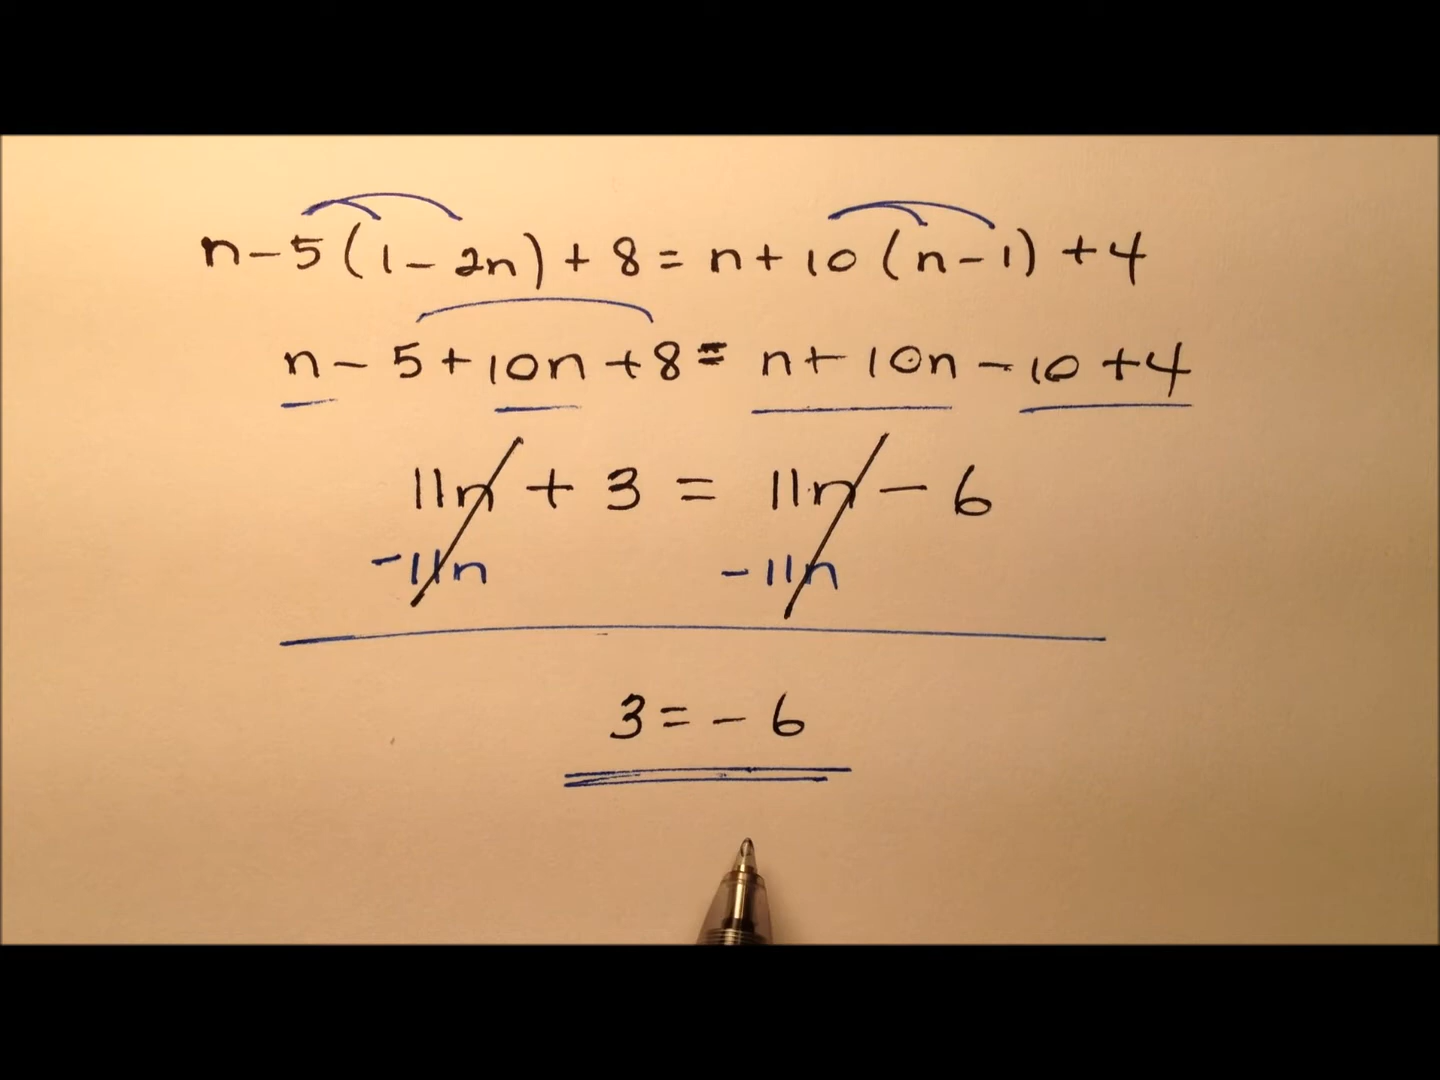 n - 5(1 - 2n) + 8 = n + 10(n - 1) + 4
n - 5 + 10n + 8 = n + 10n - 10 + 4
11n + 3 = 11n - 6
-11n -11n
3 = - 6